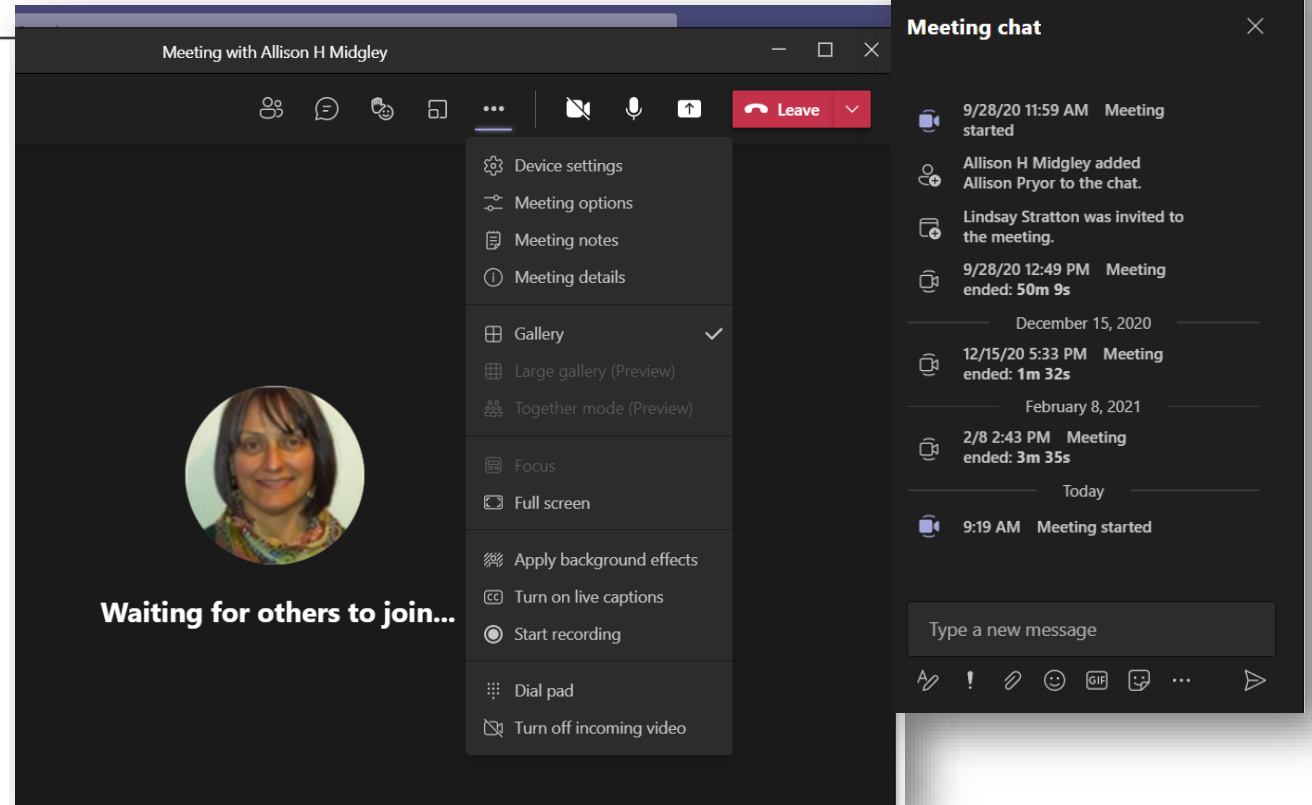 Meeting with Allison H Midgley
Leave
Device settings
Meeting options
Meeting notes
Meeting details
Gallery
Large gallery (Preview)
Together mode (Preview)
Focus
Full screen
Apply background effects
CC Turn on live captions
Start recording
Dial pad
Turn off incoming video
Waiting for others to join...
Meeting chat
9/28/20 11:59 AM Meeting
started
Allison H Midgley added
Allison Pryor to the chat.
Lindsay Stratton was invited to
the meeting.
9/28/20 12:49 PM Meeting
ended: 50m 9s
December 15, 2020
12/15/20 5:33 PM Meeting
ended: 1m 32s
February 8, 2021
2/8 2:43 PM Meeting
ended: 3m 35s
Today
9:19 AM Meeting started
Type a new message
GIF